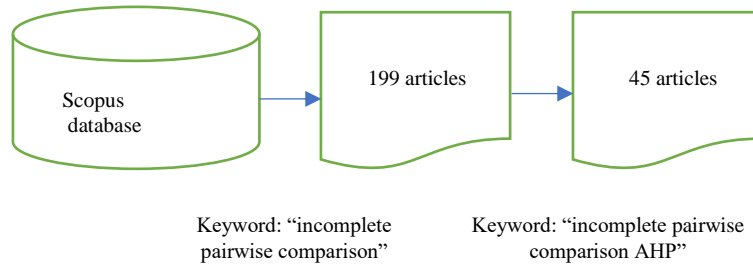 Scopus
database
199 articles
45 articles
Keyword: “incomplete
pairwise comparison”
Keyword: “incomplete pairwise
comparison AHP”